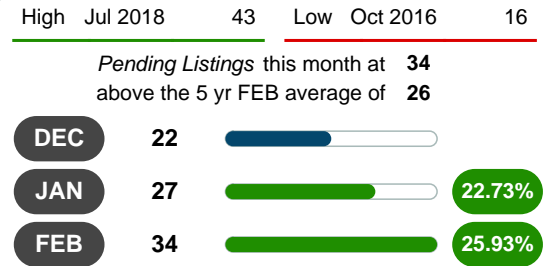 High Jul 2018 43 Low Oct 2016 16
Pending Listings this month at 34
above the 5 yr FEB average of 26
DEC 22
JAN 27 22.73%
FEB 34 25.93%